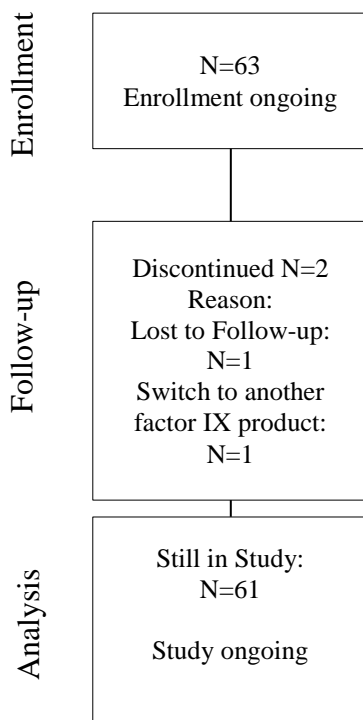 Enrollment
N=63
Enrollment ongoing
Follow-up
Discontinued N=2
Reason:
Lost to Follow-up:
N=1
Switch to another
factor IX product:
N=1
Analysis
Still in Study:
N=61
Study ongoing